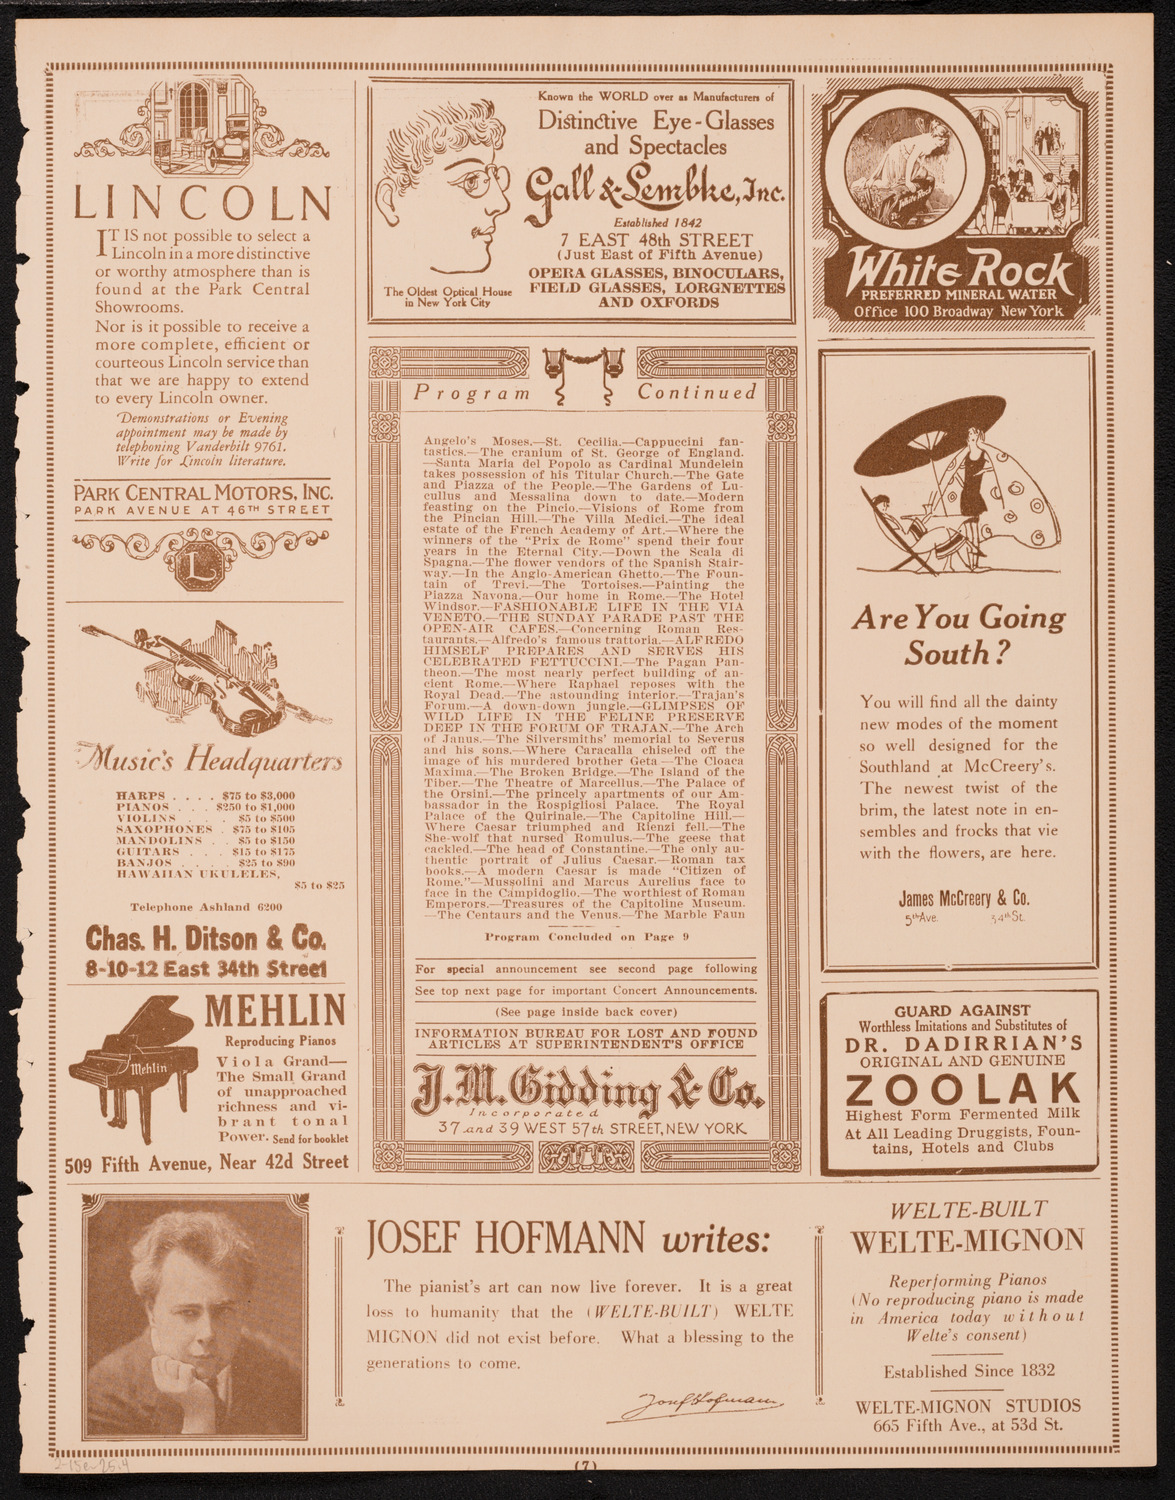 LINCOLN
IT IS not possible to select a
Lincoln in a more distinctive
or worthy atmosphere than is
found at the Park Central
Showrooms.
Nor is it possible to receive a
more complete, efficient or
courteous Lincoln service than
that we are happy to extend
to every Lincoln owner.
Demonstrations or Evening
appointment may be made by
telephoning Vanderbilt 9761.
Write for Lincoln literature.
PARK CENTRAL MOTORS, INC.
PARK AVENUE AT 46TH STREET
L
Music's Headquarters
HARPS . . . . $75 to $3,000
PIANOS . . . $250 to $1,000
VIOLINS . . . . $5 to $500
SAXOPHONES . $75 to $105
MANDOLINS . . $5 to $150
GUITARS . . . $15 to $175
BANJOS . . . . $25 to $90
HAWAIIAN UKULELES,
$5 to $25
Telephone Ashland 6200
Chas. H. Ditson & Co.
8-10-12 East 34th Street
MEHLIN
Reproducing Pianos
Mehlin
Viola Grand—
The Small Grand
of unapproached
richness and vi-
brant tonal
Power. Send for booklet
509 Fifth Avenue, Near 42d Street
Known the WORLD over as Manufacturers of
Distinctive Eye-Glasses
and Spectacles
Gall & Lembke, Inc.
Established 1842
7 EAST 48th STREET
(Just East of Fifth Avenue)
OPERA GLASSES, BINOCULARS,
FIELD GLASSES, LORGNETTES
AND OXFORDS
The Oldest Optical House
in New York City
Program Continued
Angelo's Moses.—St. Cecilia.—Cappuccini fan-
tastics.—The cranium of St. George of England.
—Santa Maria del Popolo as Cardinal Mundelein
takes possession of his Titular Church.—The Gate
and Piazza of the People.—The Gardens of Lu-
cullus and Messalina down to date.—Modern
feasting on the Pincio.—Visions of Rome from
the Pincian Hill.—The Villa Medici.—The ideal
estate of the French Academy of Art.—Where the
winners of the "Prix de Rome" spend their four
years in the Eternal City.—Down the Scala di
Spagna.—The flower vendors of the Spanish Stair-
way.—In the Anglo-American Ghetto.—The Foun-
tain of Trevi.—The Tortoises.—Painting the
Piazza Navona.—Our home in Rome.—The Hotel
Windsor.—FASHIONABLE LIFE IN THE VIA
VENETO.—THE SUNDAY PARADE PAST THE
OPEN-AIR CAFES.—Concerning Roman Res-
taurants.—Alfredo's famous trattoria.—ALFREDO
HIMSELF PREPARES AND SERVES HIS
CELEBRATED FETTUCCINI.—The Pagan Pan-
theon.—The most nearly perfect building of an-
cient Rome.—Where Raphael reposes with the
Royal Dead.—The astounding interior.—Trajan's
Forum.—A down-down jungle.—GLIMPSES OF
WILD LIFE IN THE FELINE PRESERVE
DEEP IN THE FORUM OF TRAJAN.—The Arch
of Janus.—The Silversmiths' memorial to Severus
and his sons.—Where Caracalla chiseled off the
image of his murdered brother Geta.—The Cloaca
Maxima.—The Broken Bridge.—The Island of the
Tiber.—The Theatre of Marcellus.—The Palace of
the Orsini.—The princely apartments of our Am-
bassador in the Rospigliosi Palace. The Royal
Palace of the Quirinale.—The Capitoline Hill.—
Where Caesar triumphed and Rienzi fell.—The
She-wolf that nursed Romulus.—The geese that
cackled.—The head of Constantine.—The only au-
thentic portrait of Julius Caesar.—Roman tax
books.—A modern Caesar is made "Citizen of
Rome."—Mussolini and Marcus Aurelius face to
face in the Campidoglio.—The worthiest of Roman
Emperors.—Treasures of the Capitoline Museum.
—The Centaurs and the Venus.—The Marble Faun
Program Concluded on Page 9
For special announcement see second page following
See top next page for important Concert Announcements.
(See page inside back cover)
INFORMATION BUREAU FOR LOST AND FOUND
ARTICLES AT SUPERINTENDENT'S OFFICE
J. M. Gidding & Co.
Incorporated
37 and 39 WEST 57th STREET, NEW YORK
White Rock
PREFERRED MINERAL WATER
Office 100 Broadway New York
Are You Going
South?
You will find all the dainty
new modes of the moment
so well designed for the
Southland at McCreery's.
The newest twist of the
brim, the latest note in en-
sembles and frocks that vie
with the flowers, are here.
James McCreery & Co.
5th Ave. 34th St.
GUARD AGAINST
Worthless Imitations and Substitutes of
DR. DADIRRIAN'S
ORIGINAL AND GENUINE
ZOOLAK
Highest Form Fermented Milk
At All Leading Druggists, Foun-
tains, Hotels and Clubs
JOSEF HOFMANN writes:
The pianist's art can now live forever. It is a great
loss to humanity that the (WELTE-BUILT) WELTE
MIGNON did not exist before. What a blessing to the
generations to come.
Josef Hofmann
WELTE-BUILT
WELTE-MIGNON
Reperforming Pianos
(No reproducing piano is made
in America today without
Welte's consent)
Established Since 1832
WELTE-MIGNON STUDIOS
665 Fifth Ave., at 53d St.
(7)